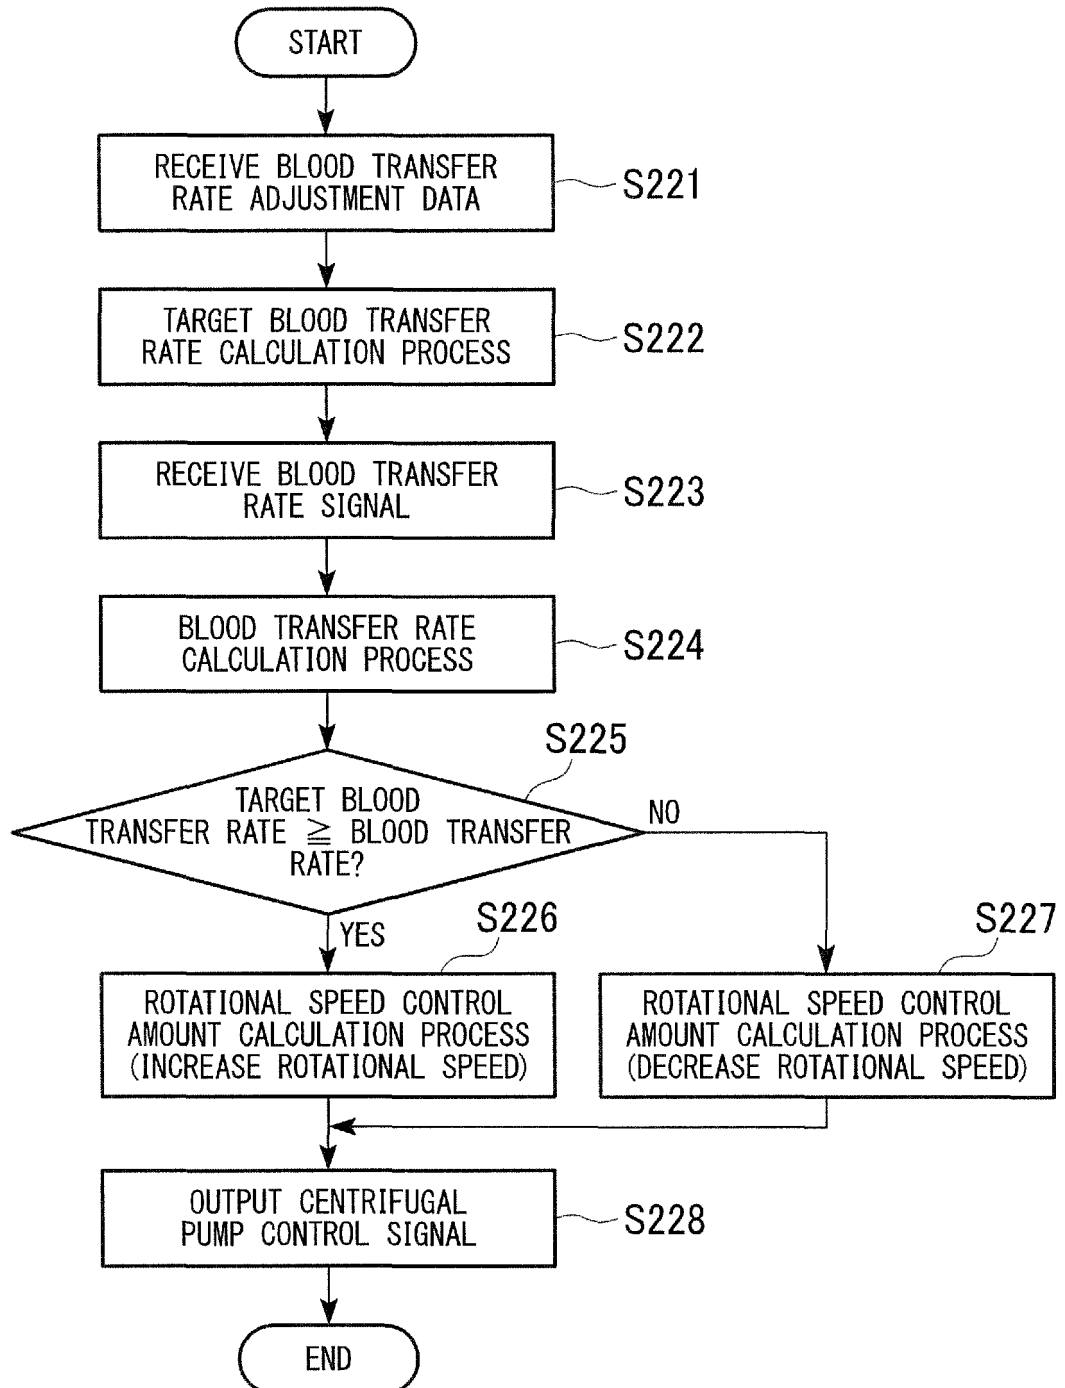 START
RECEIVE BLOOD TRANSFER
RATE ADJUSTMENT DATA
S221
TARGET BLOOD TRANSFER
RATE CALCULATION PROCESS
S222
RECEIVE BLOOD TRANSFER
RATE SIGNAL
S223
BLOOD TRANSFER RATE
CALCULATION PROCESS
S224
S225
TARGET BLOOD
TRANSFER RATE ≧ BLOOD TRANSFER
RATE?
NO
YES
S226
ROTATIONAL SPEED CONTROL
AMOUNT CALCULATION PROCESS
(INCREASE ROTATIONAL SPEED)
S227
ROTATIONAL SPEED CONTROL
AMOUNT CALCULATION PROCESS
(DECREASE ROTATIONAL SPEED)
OUTPUT CENTRIFUGAL
PUMP CONTROL SIGNAL
S228
END